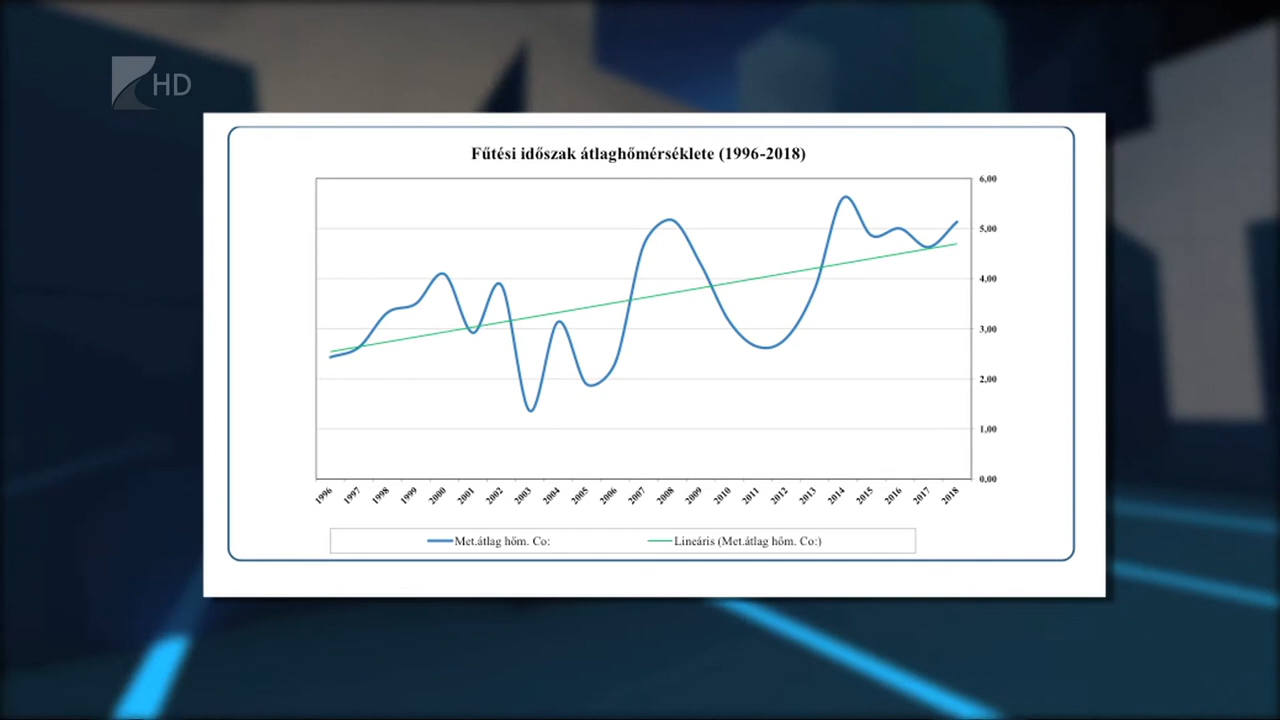 HD
Fűtési időszak átlaghőmérséklete (1996-2018)
6,00
5,00
4,00
3,00
2,00
1,00
0,00
1996 1997 1998 1999 2000 2001 2002 2003 2004 2005 2006 2007 2008 2009 2010 2011 2012 2013 2014 2015 2016 2017 2018
Met.átlag hőm. Co: Lineáris (Met.átlag hőm. Co:)